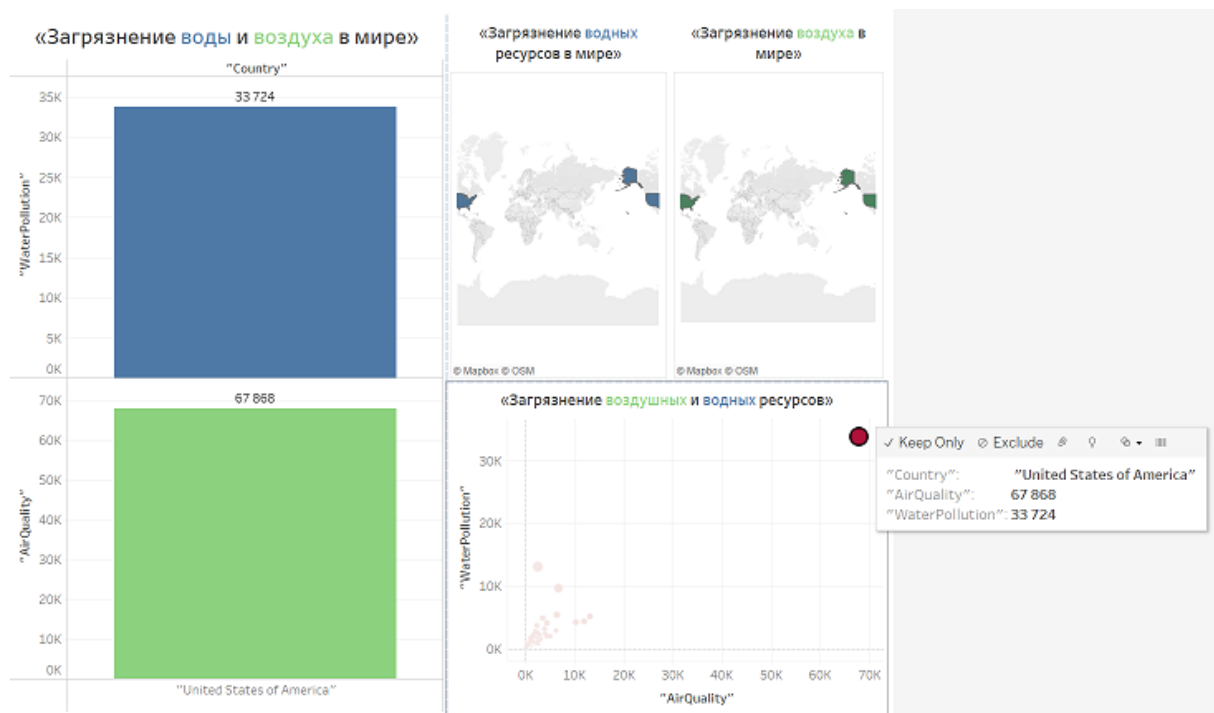 «Загрязнение воды и воздуха в мире»
"Country"
35K
33 724
30K
25K
20K
15K
10K
5K
0K
"WaterPollution"
70K
67 868
60K
50K
40K
30K
20K
10K
0K
"AirQuality"
"United States of America"
«Загрязнение водных
ресурсов в мире»
© Mapbox © OSM
«Загрязнение воздуха в
мире»
© Mapbox © OSM
«Загрязнение воздушных и водных ресурсов»
30K
20K
10K
0K
"WaterPollution"
0K 10K 20K 30K 40K 50K 60K 70K
"AirQuality"
Keep Only Exclude
"Country": "United States of America"
"AirQuality": 67 868
"WaterPollution": 33 724